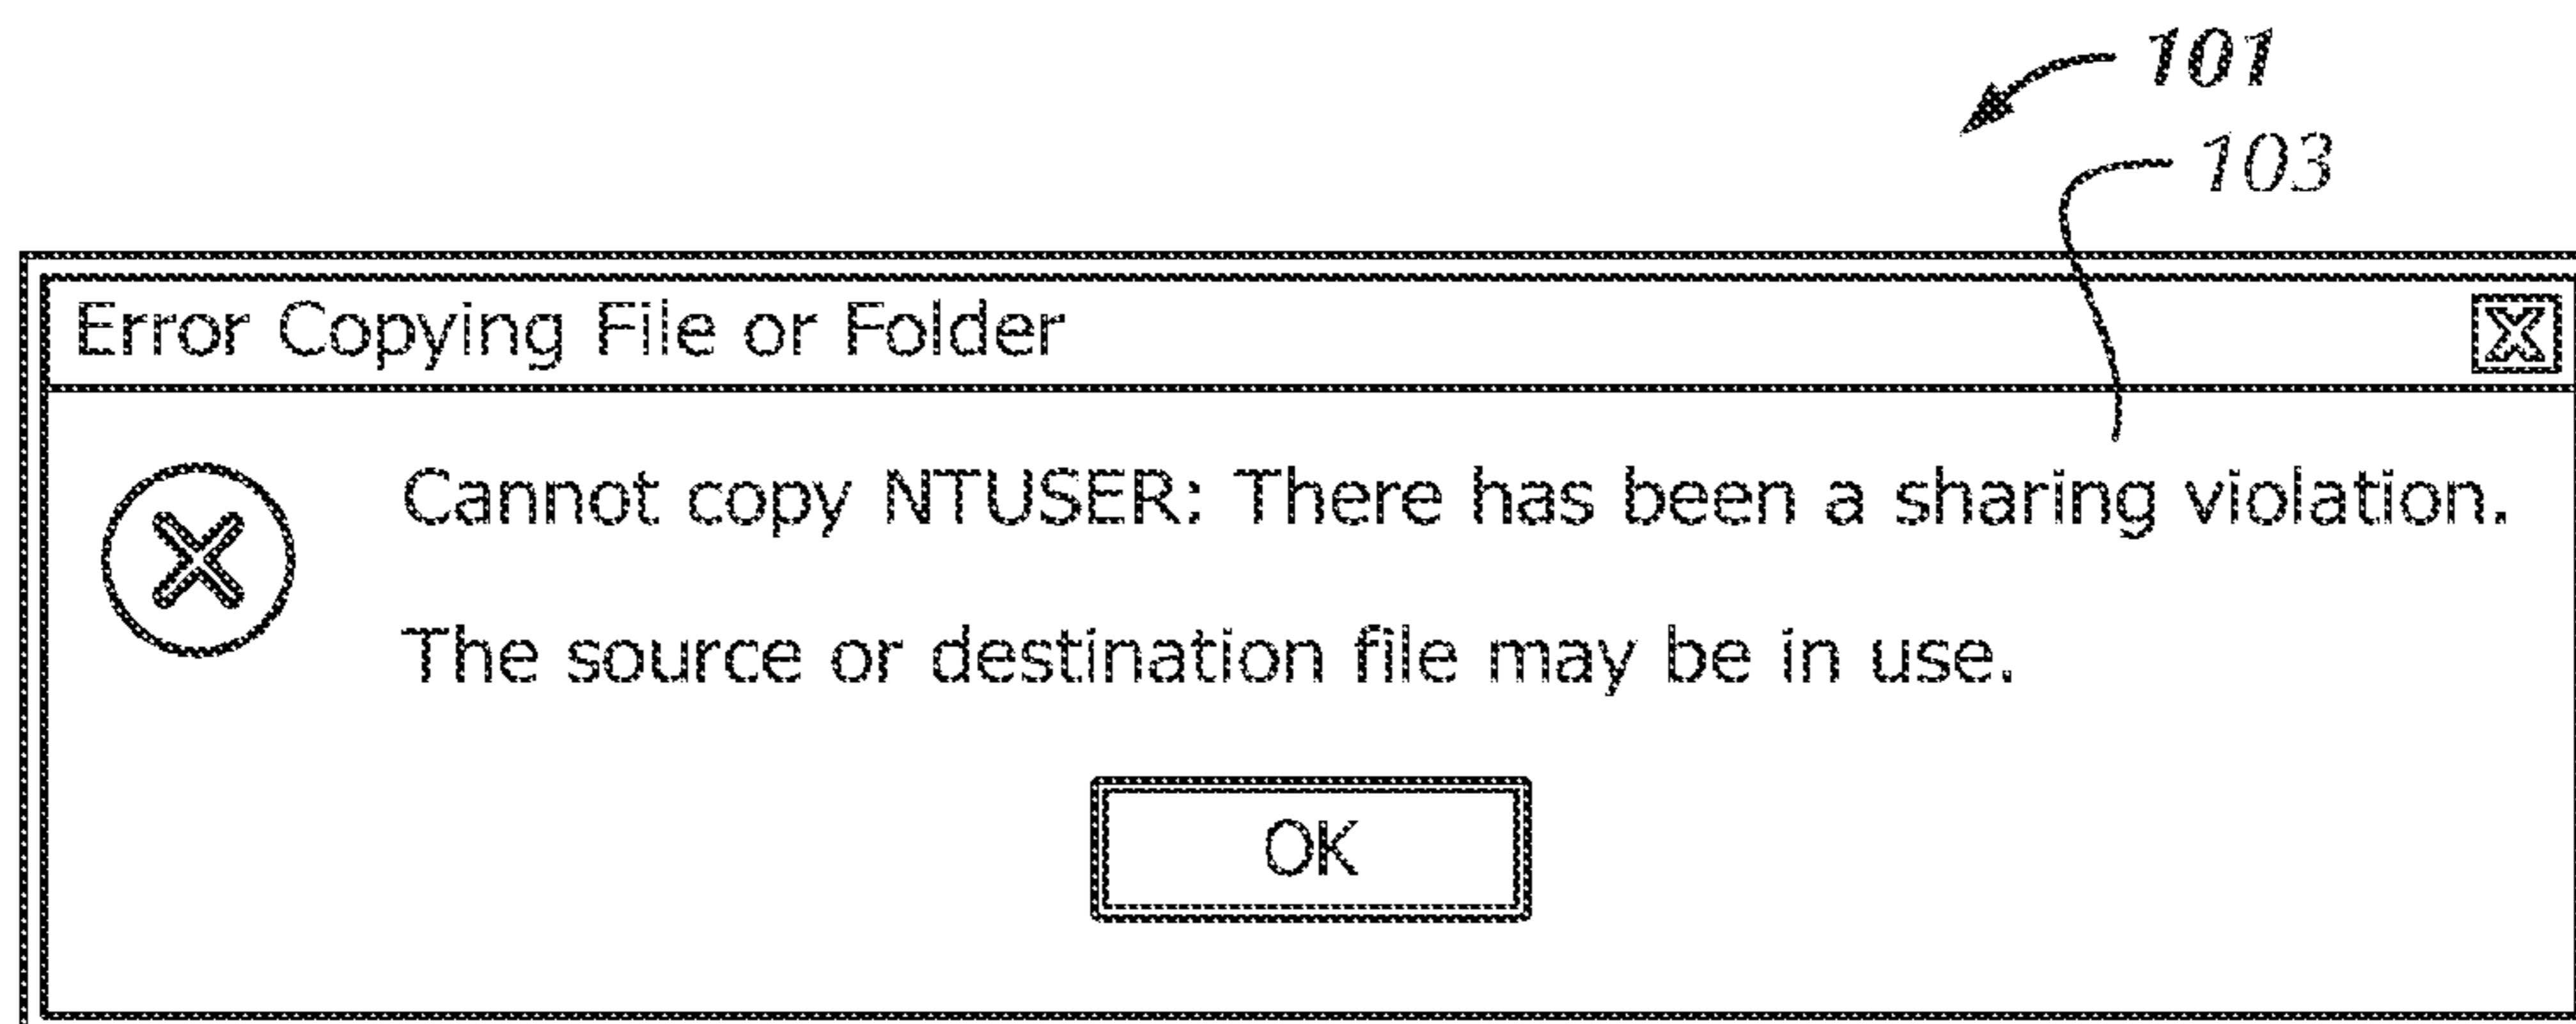 101
103
Error Copying File or Folder
X
Cannot copy NTUSER: There has been a sharing violation.
The source or destination file may be in use.
OK